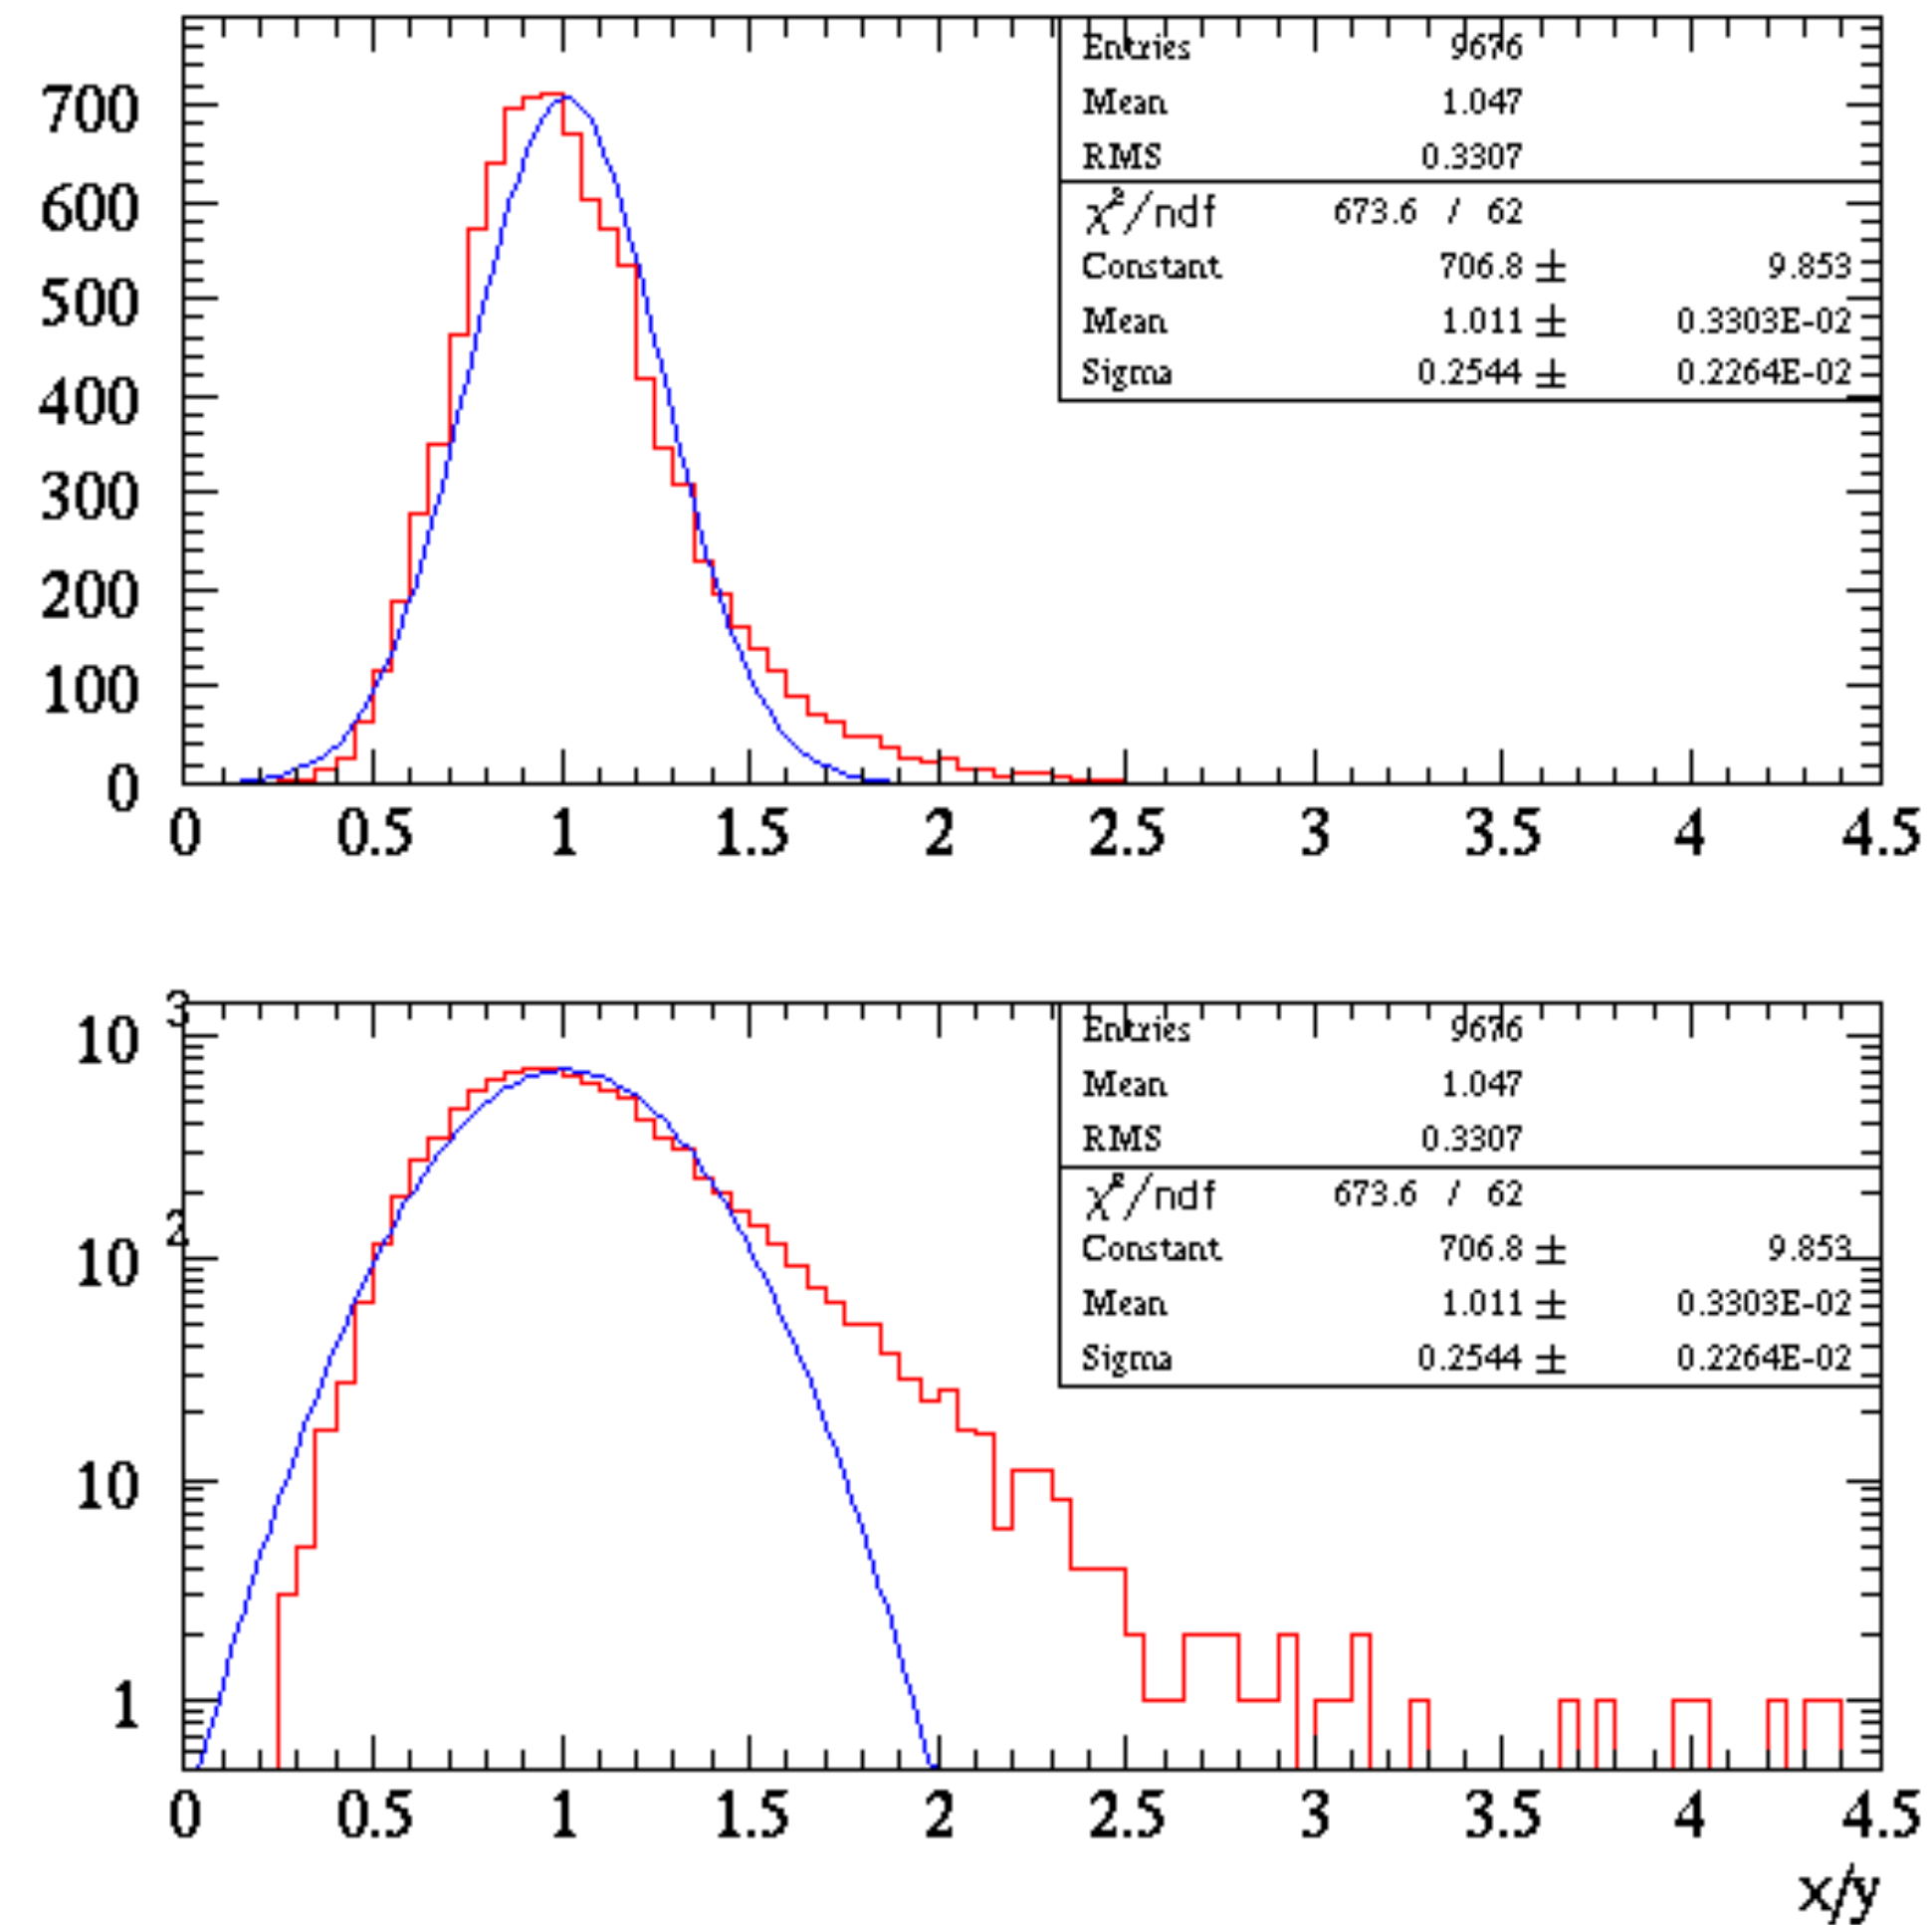 700
600
500
400
300
200
100
0
0 0.5 1 1.5 2 2.5 3 3.5 4 4.5
Entries 9676
Mean 1.047
RMS 0.3307
χ²/ndf 673.6 / 62
Constant 706.8 ± 9.853
Mean 1.011 ± 0.3303E-02
Sigma 0.2544 ± 0.2264E-02
10³
10²
10
1
0 0.5 1 1.5 2 2.5 3 3.5 4 4.5
Entries 9676
Mean 1.047
RMS 0.3307
χ²/ndf 673.6 / 62
Constant 706.8 ± 9.853
Mean 1.011 ± 0.3303E-02
Sigma 0.2544 ± 0.2264E-02
x/y